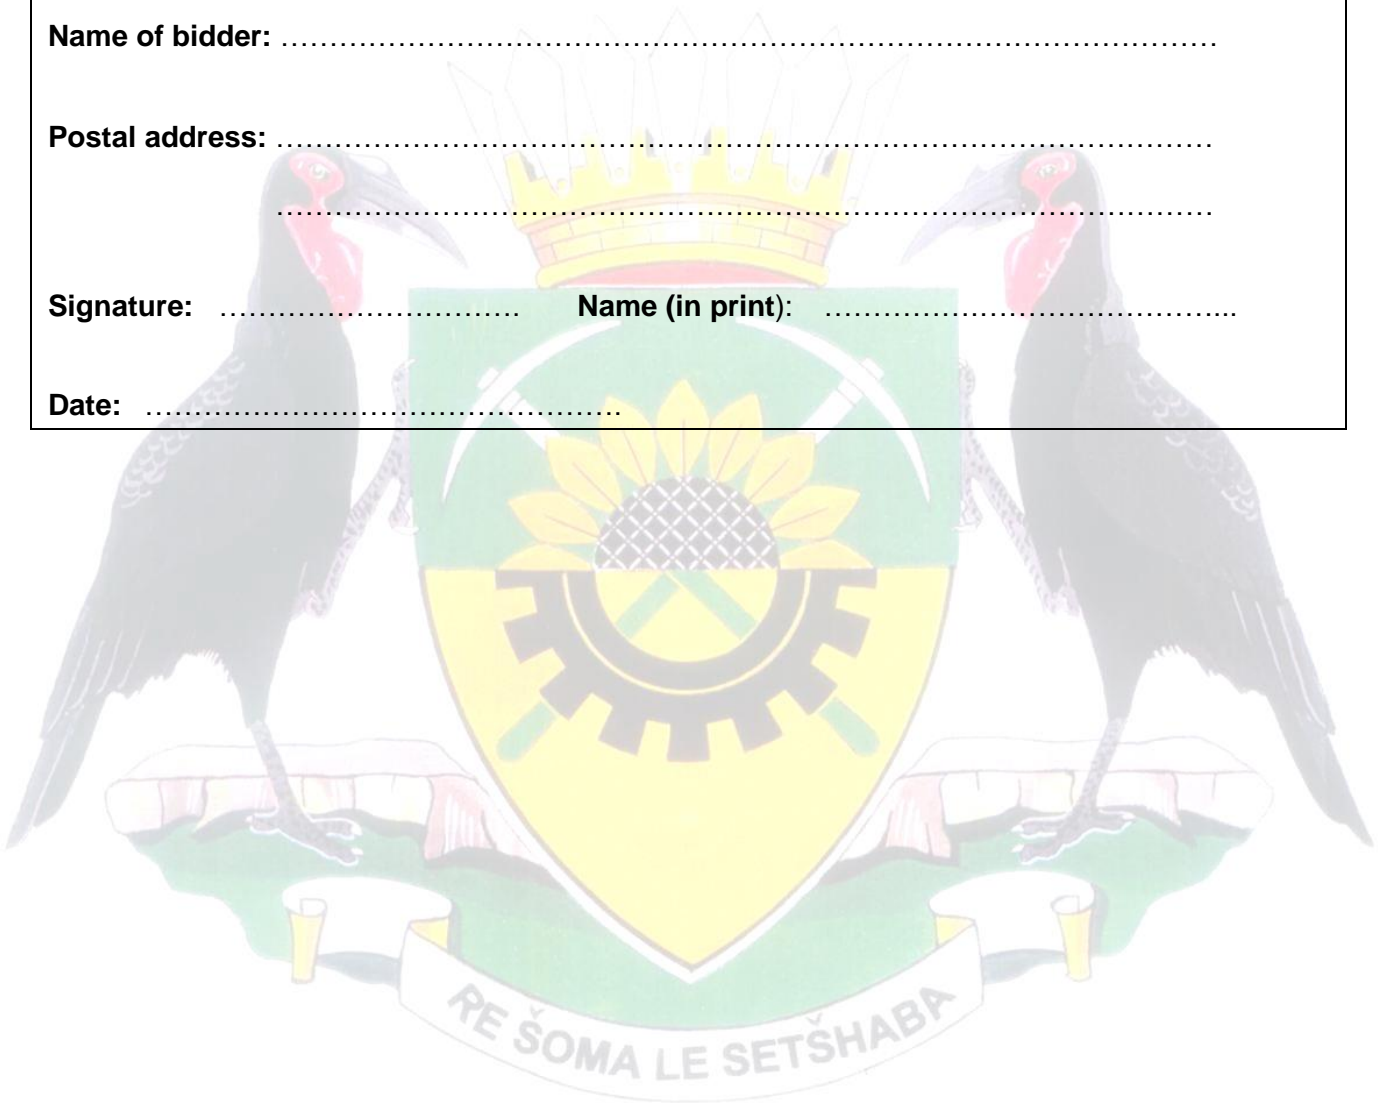 Name of bidder: ……………………………………………………………………………………
Postal address: ……………………………………………………………………………………
……………………………………………………………………………………
Signature: …………………………. Name (in print): …………………………………...
Date: ………………………………………….
RE ŠOMA LE SETŠHABA